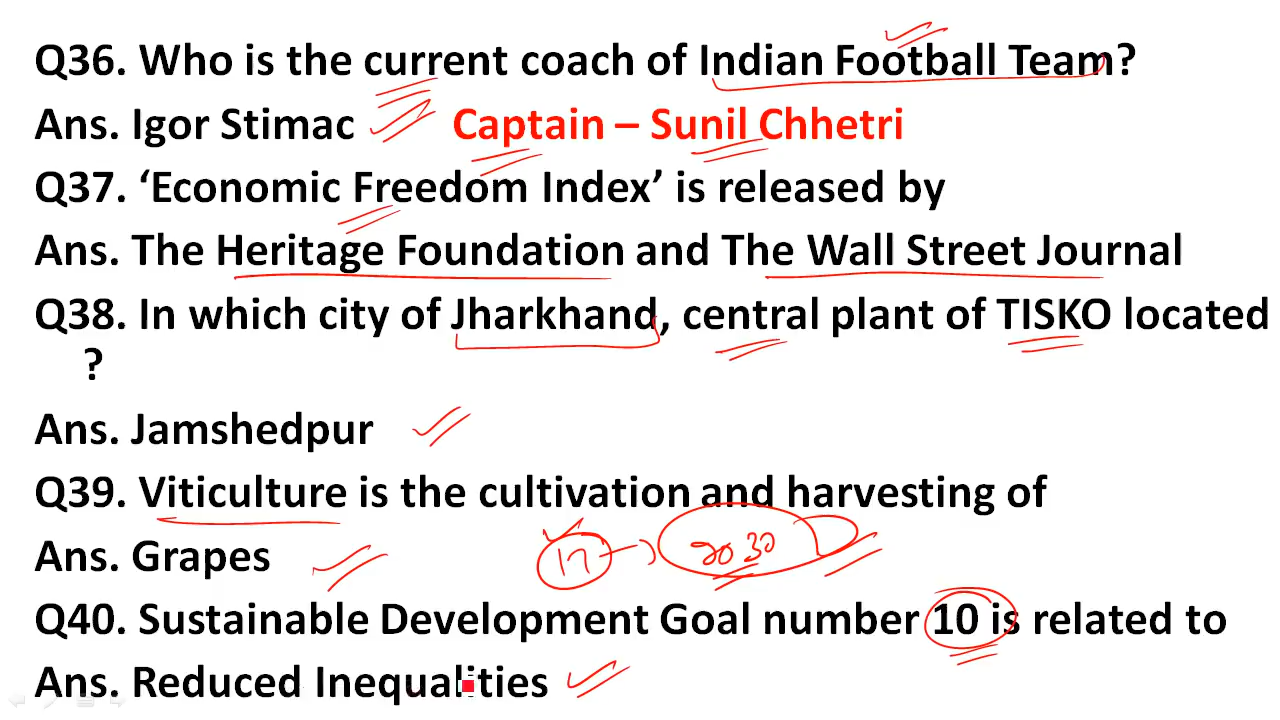 Q36. Who is the current coach of Indian Football Team?
Ans. Igor Stimac Captain – Sunil Chhetri
Q37. ‘Economic Freedom Index’ is released by
Ans. The Heritage Foundation and The Wall Street Journal
Q38. In which city of Jharkhand, central plant of TISKO located
?
Ans. Jamshedpur
Q39. Viticulture is the cultivation and harvesting of
Ans. Grapes
17 → 2030
Q40. Sustainable Development Goal number 10 is related to
Ans. Reduced Inequalities